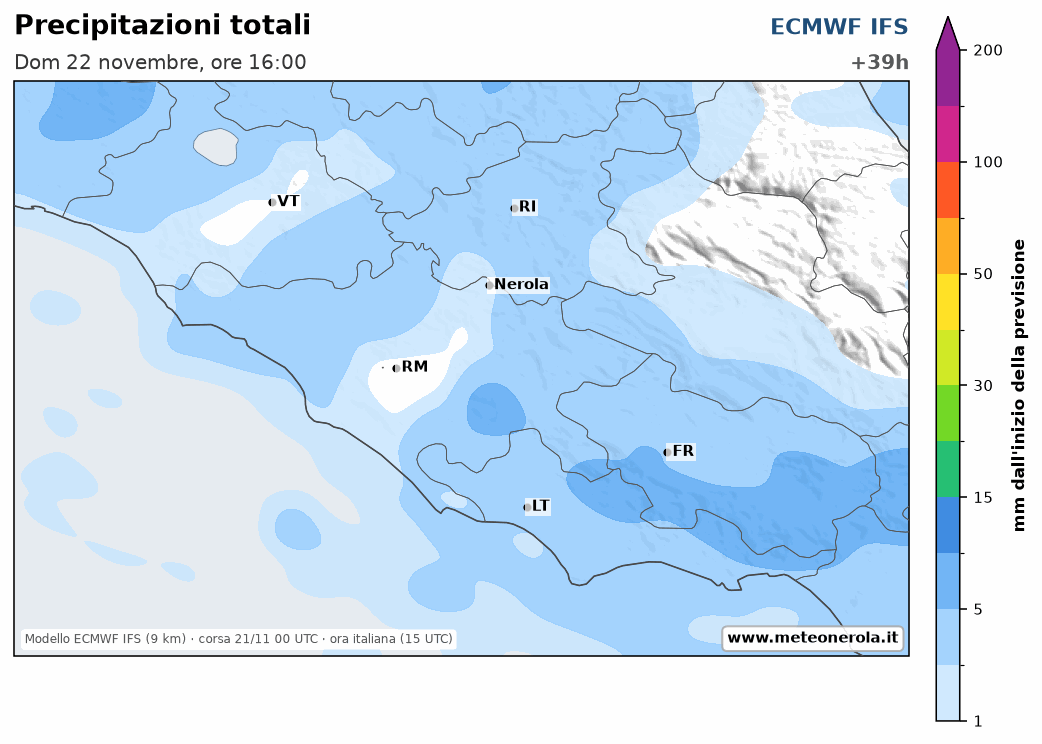 Precipitazioni totali
ECMWF IFS
Dom 22 novembre, ore 16:00
+39h
VT
RI
Nerola
RM
FR
LT
Modello ECMWF IFS (9 km) · corsa 21/11 00 UTC · ora italiana (15 UTC)
www.meteonerola.it
200
100
50
30
15
5
1
mm dall'inizio della previsione